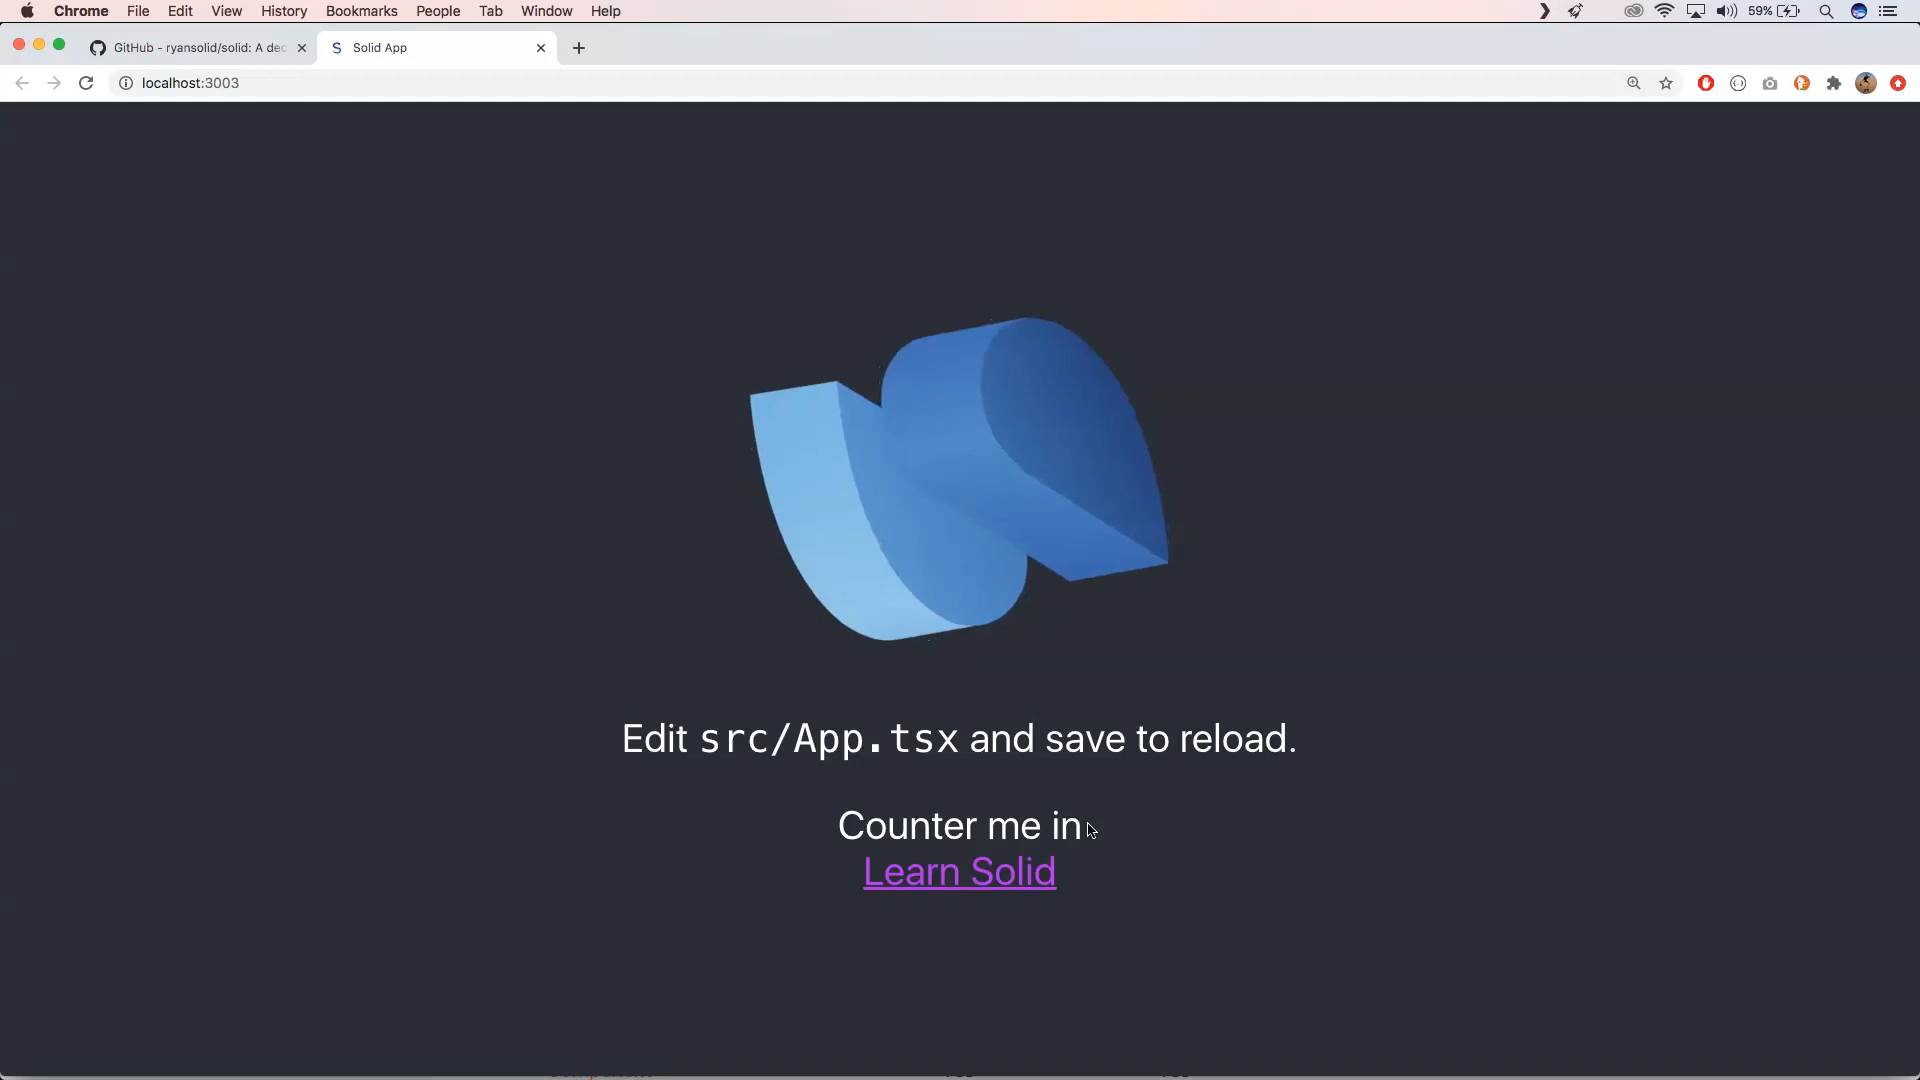 Chrome File Edit View History Bookmarks People Tab Window Help 59%
GitHub - ryansolid/solid: A dec S Solid App
localhost:3003
Edit src/App.tsx and save to reload.
Counter me in
Learn Solid